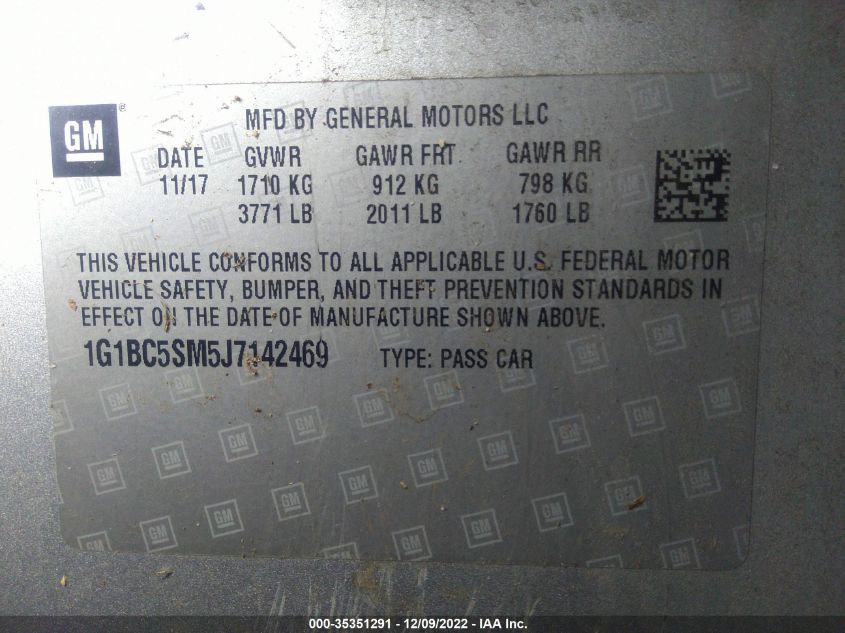 GM ®
MFD BY GENERAL MOTORS LLC
DATE GVWR GAWR FRT GAWR RR
11/17 1710 KG 912 KG 798 KG
3771 LB 2011 LB 1760 LB
THIS VEHICLE CONFORMS TO ALL APPLICABLE U.S. FEDERAL MOTOR
VEHICLE SAFETY, BUMPER, AND THEFT PREVENTION STANDARDS IN
EFFECT ON THE DATE OF MANUFACTURE SHOWN ABOVE.
1G1BC5SM5J7142469 TYPE: PASS CAR
000-35351291 - 12/09/2022 - IAA Inc.